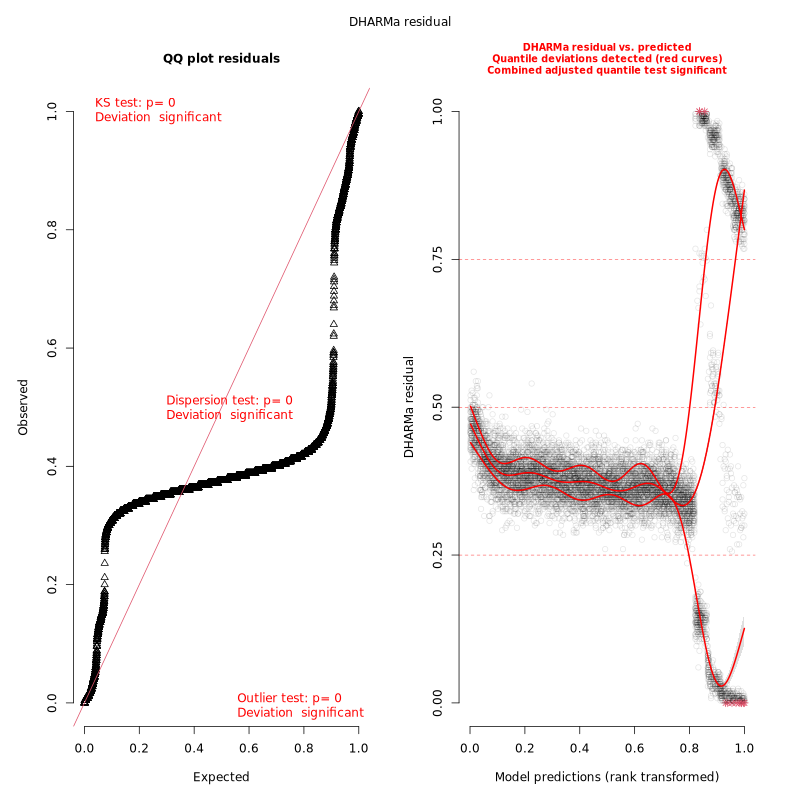 DHARMa residual
QQ plot residuals
KS test: p= 0
Deviation significant
Dispersion test: p= 0
Deviation significant
Outlier test: p= 0
Deviation significant
Observed
0.0
0.2
0.4
0.6
0.8
1.0
0.0
0.2
0.4
0.6
0.8
1.0
Expected
DHARMa residual vs. predicted
Quantile deviations detected (red curves)
Combined adjusted quantile test significant
DHARMa residual
0.00
0.25
0.50
0.75
1.00
0.0
0.2
0.4
0.6
0.8
1.0
Model predictions (rank transformed)